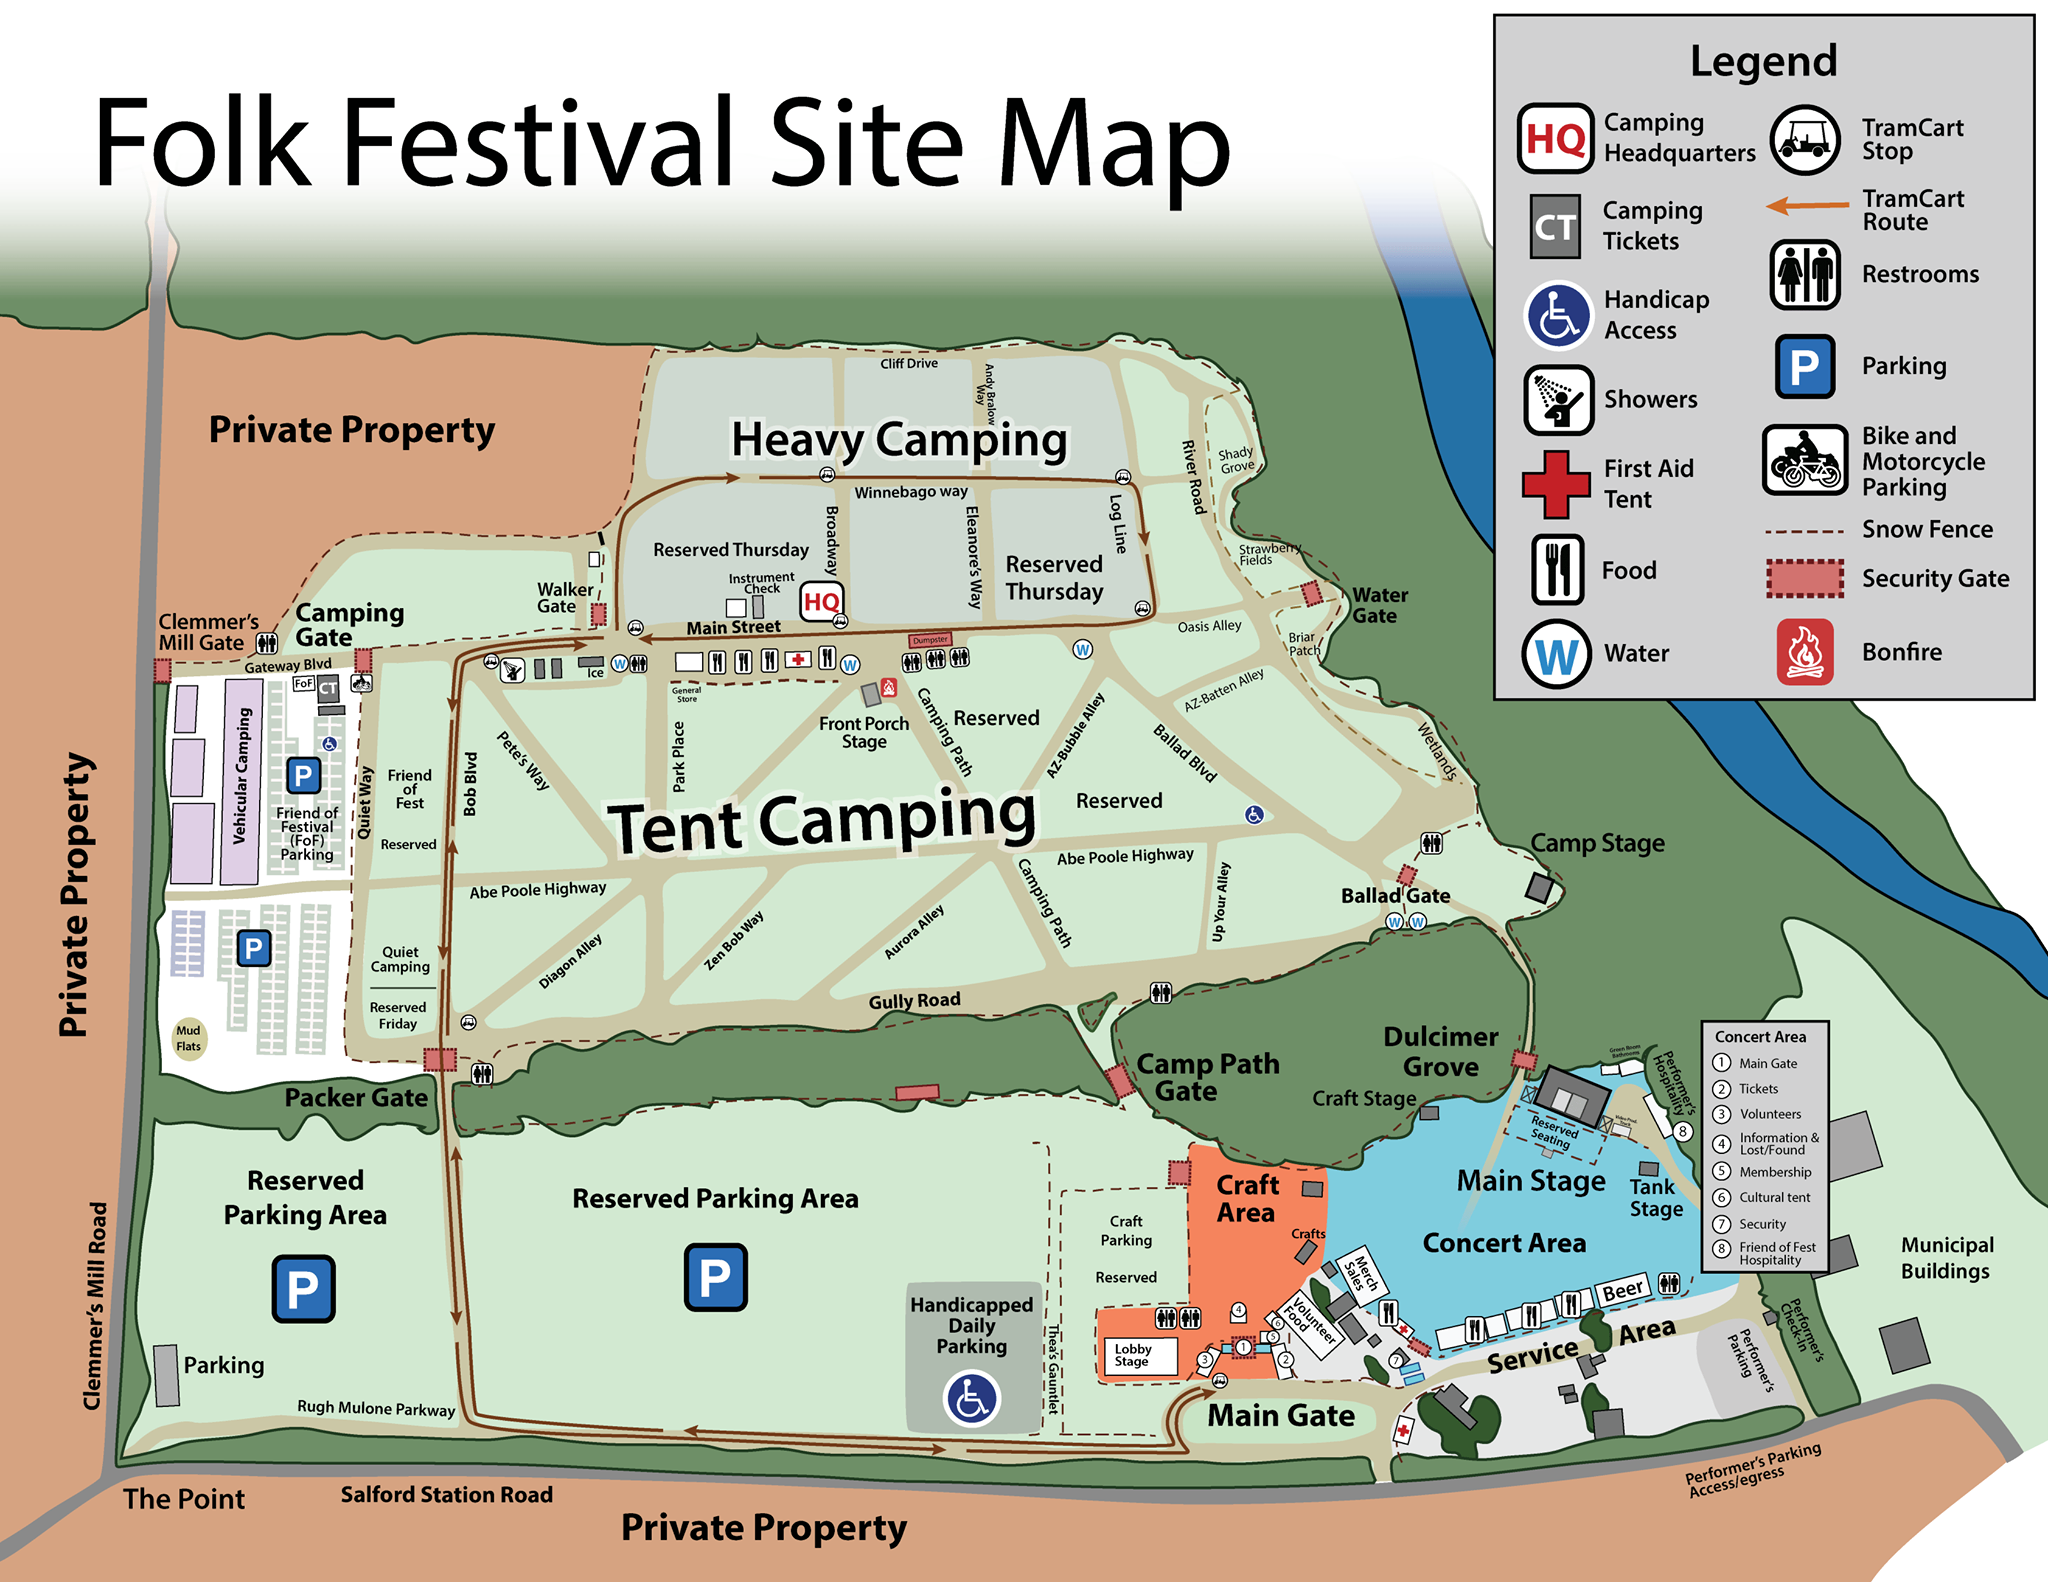 Folk Festival Site Map
Legend
HQ
Camping
Headquarters
TramCart
Stop
CT
Camping
Tickets
TramCart
Route
Handicap
Access
Restrooms
Showers
P
Parking
First Aid
Tent
Bike and
Motorcycle
Parking
Food
Snow Fence
Security Gate
W
Water
Bonfire
Private Property
Cliff Drive
Andy Bralow
Way
Heavy Camping
River Road
Shady
Grove
Winnebago way
Broadway
Eleanore's Way
Log Line
Reserved Thursday
Reserved
Thursday
Instrument
Check
HQ
Strawberry
Fields
Walker
Gate
Water
Gate
Clemmer's
Mill Gate
Camping
Gate
Main Street
Dumpster
Oasis Alley
Briar
Patch
Gateway Blvd
FoF
CT
Ice
W
W
W
General
Store
Front Porch
Stage
Camping Path
Reserved
AZ-Bubble Alley
AZ-Batten Alley
Ballad Blvd
Wetlands
Vehicular Camping
P
Friend of
Festival
(FoF)
Parking
Quiet Way
Friend
of
Fest
Reserved
Bob Blvd
Pete's Way
Park Place
Tent Camping
Reserved
Camp Stage
Private Property
Abe Poole Highway
Abe Poole Highway
Camping Path
Up Your Alley
Ballad Gate
W
W
P
Quiet
Camping
Reserved
Friday
Diagon Alley
Zen Bob Way
Aurora Alley
Gully Road
Mud
Flats
Packer Gate
Camp Path
Gate
Dulcimer
Grove
Craft Stage
Green Room
Bathrooms
Performer's
Hospitality
8
Reserved
Seating
Video Prod.
Truck
Main Stage
Tank
Stage
Concert Area
Concert Area
1 Main Gate
2 Tickets
3 Volunteers
4 Information &
Lost/Found
5 Membership
6 Cultural tent
7 Security
8 Friend of Fest
Hospitality
Municipal
Buildings
Reserved
Parking Area
P
Reserved Parking Area
P
Craft
Parking
Reserved
Craft
Area
Crafts
Merch
Sales
Volunteer
Food
Beer
Handicapped
Daily
Parking
Thea's Gauntlet
Lobby
Stage
4
6
5
1
3
2
7
Service Area
Performer's
Parking
Performer's
Check-In
Clemmer's Mill Road
Parking
Rugh Mulone Parkway
Main Gate
The Point
Salford Station Road
Private Property
Performer's Parking
Access/egress